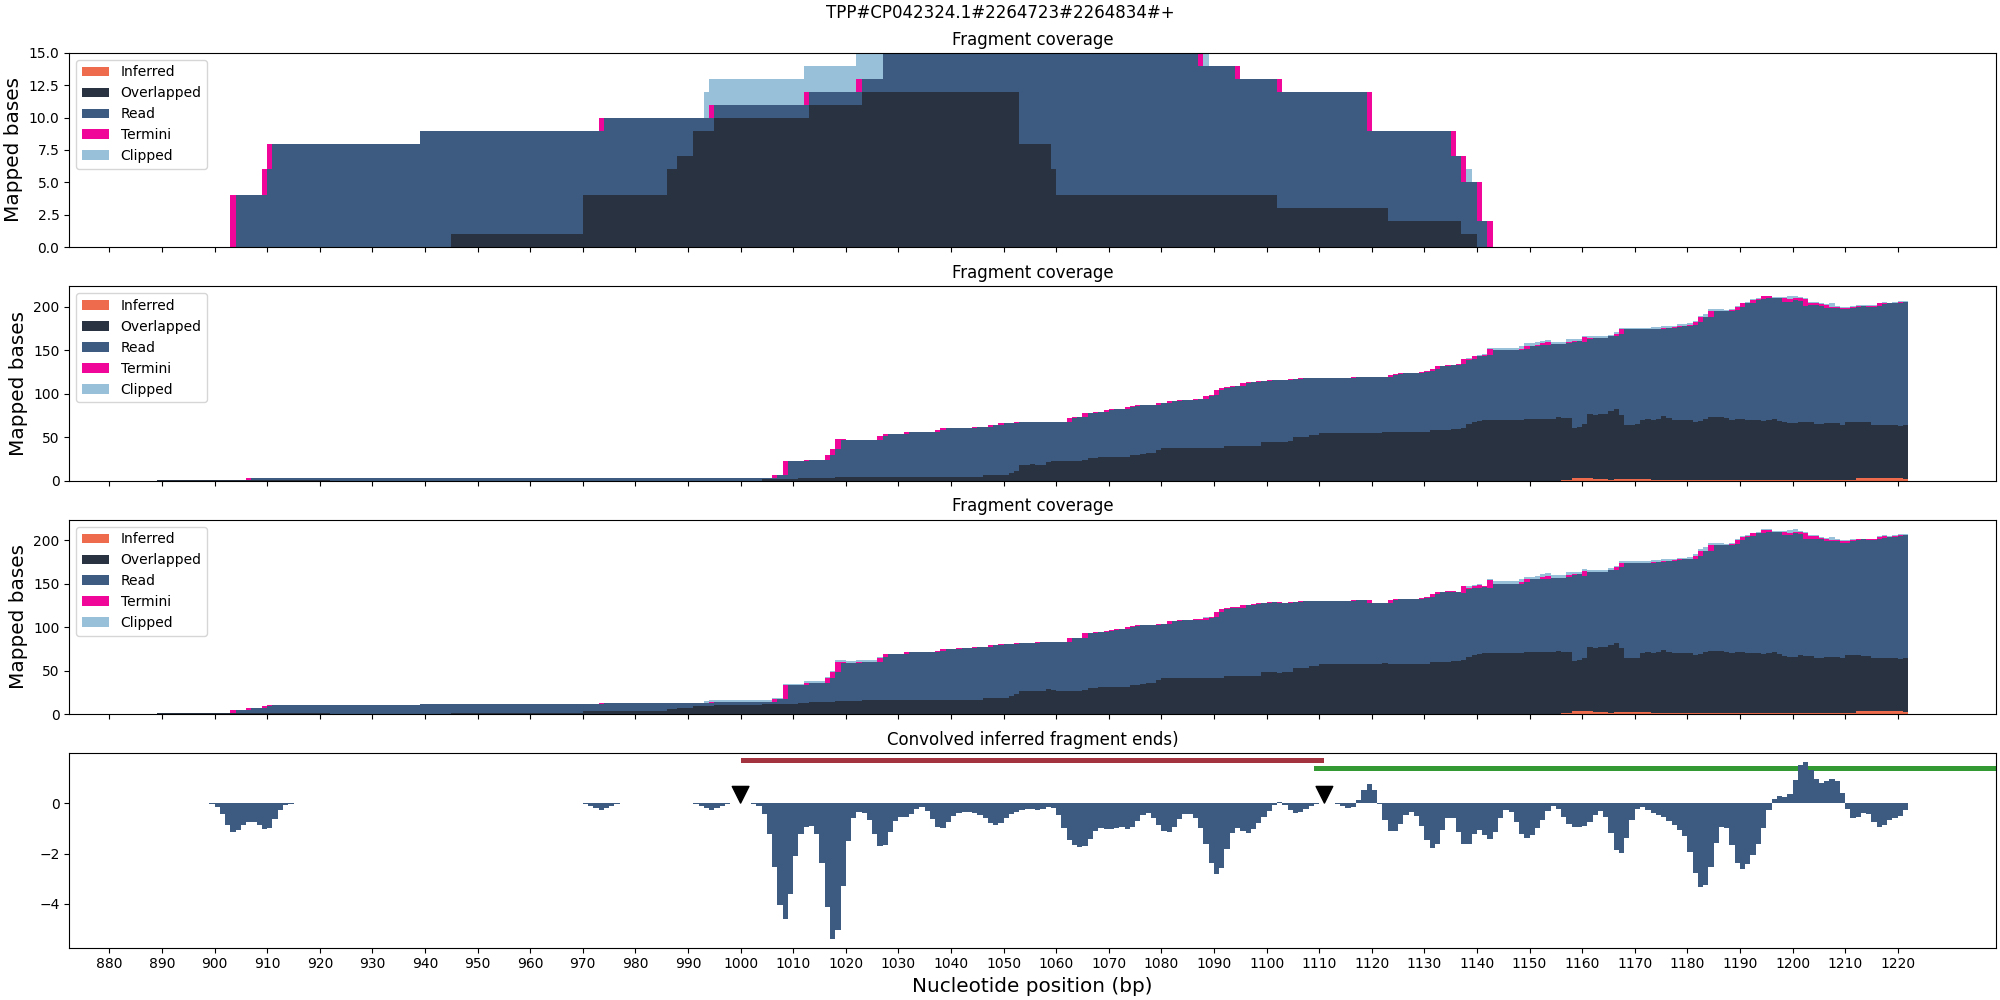 TPP#CP042324.1#2264723#2264834#+
Fragment coverage
Mapped bases
15.0
12.5
10.0
7.5
5.0
2.5
0.0
Inferred
Overlapped
Read
Termini
Clipped
Fragment coverage
Mapped bases
200
150
100
50
0
Inferred
Overlapped
Read
Termini
Clipped
Fragment coverage
Mapped bases
200
150
100
50
0
Inferred
Overlapped
Read
Termini
Clipped
Convolved inferred fragment ends)
0
−2
−4
880 890 900 910 920 930 940 950 960 970 980 990 1000 1010 1020 1030 1040 1050 1060 1070 1080 1090 1100 1110 1120 1130 1140 1150 1160 1170 1180 1190 1200 1210 1220
Nucleotide position (bp)